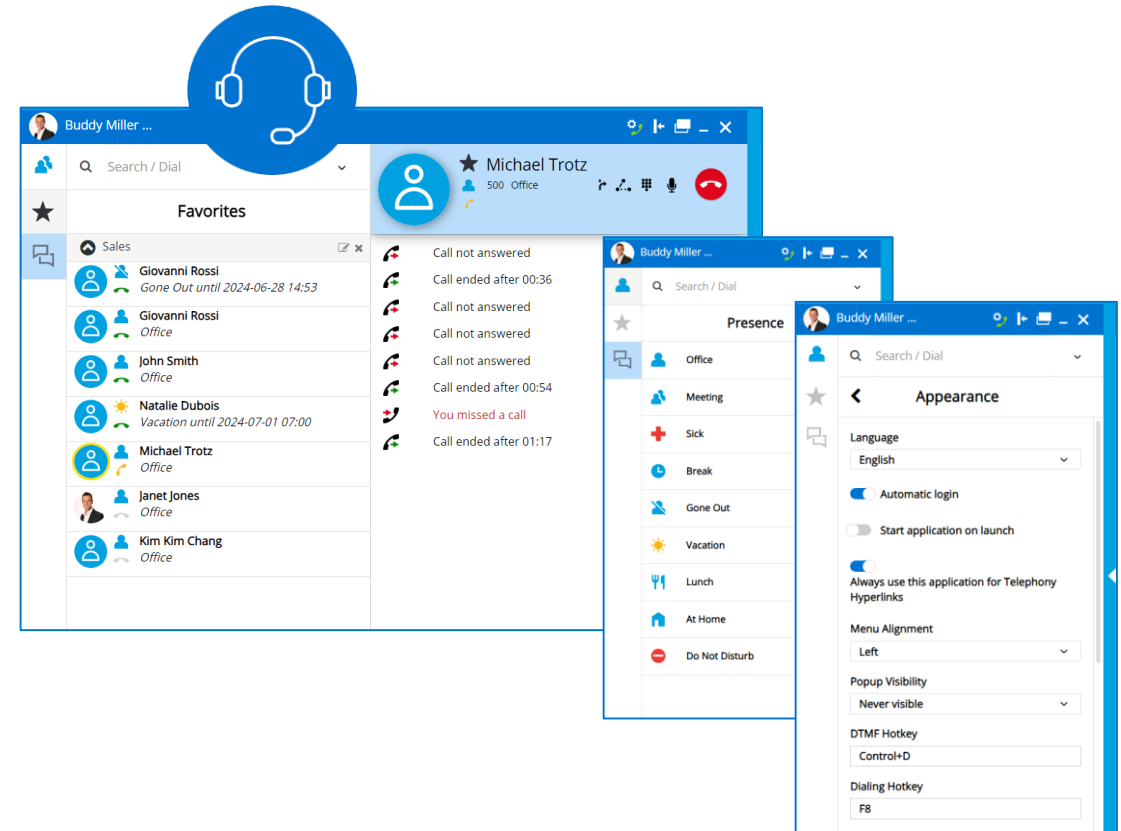 Buddy Miller ...
Search / Dial
Favorites
Sales
Giovanni Rossi
Gone Out until 2024-06-28 14:53
Giovanni Rossi
Office
John Smith
Office
Natalie Dubois
Vacation until 2024-07-01 07:00
Michael Trotz
Office
Janet Jones
Office
Kim Kim Chang
Office
Michael Trotz
500 Office
Call not answered
Call ended after 00:36
Call not answered
Call not answered
Call not answered
Call ended after 00:54
You missed a call
Call ended after 01:17
Buddy Miller ...
Search / Dial
Presence
Office
Meeting
Sick
Break
Gone Out
Vacation
Lunch
At Home
Do Not Disturb
Buddy Miller ...
Search / Dial
Appearance
Language
English
Automatic login
Start application on launch
Always use this application for Telephony
Hyperlinks
Menu Alignment
Left
Popup Visibility
Never visible
DTMF Hotkey
Control+D
Dialing Hotkey
F8